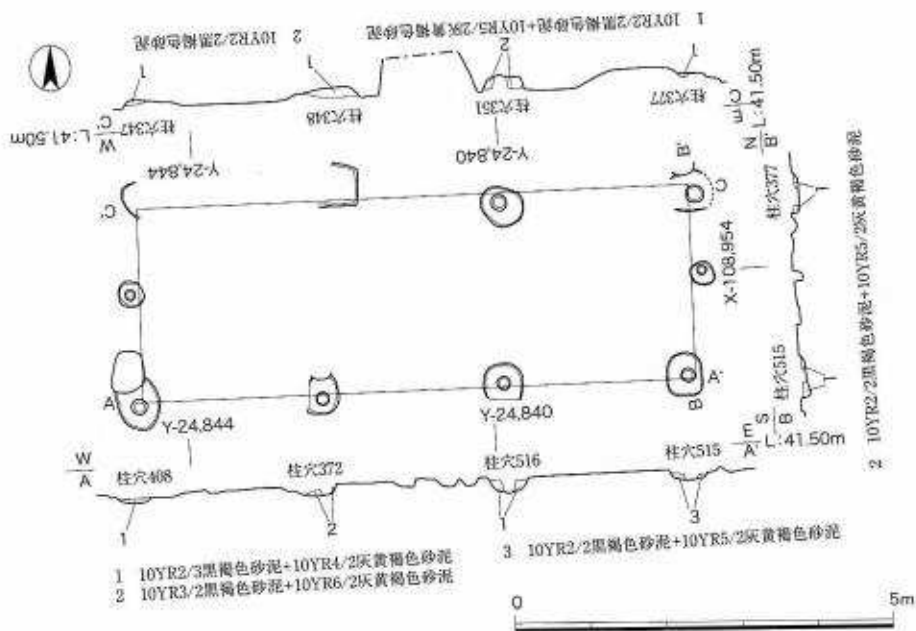 1 10YR2/2黒褐色砂泥+10YR5/2灰黄褐色砂泥
2 10YR2/2黒褐色砂泥
1
1
2
1
柱穴347
柱穴348
柱穴351
柱穴377
W
C'
L:41.50m
E
C
L:41.50m
N
B'
Y-24,844
Y-24,840
B'
C'
C
柱穴377
X-108,954
A
A'
B
Y-24,844
Y-24,840
柱穴515
S
B
E
A'
L:41.50m
2 10YR2/2黒褐色砂泥+10YR5/2灰黄褐色砂泥
W
A
柱穴408
柱穴372
柱穴516
柱穴515
1
2
1
3
1 10YR2/3黒褐色砂泥+10YR4/2灰黄褐色砂泥
2 10YR3/2黒褐色砂泥+10YR6/2灰黄褐色砂泥
3 10YR2/2黒褐色砂泥+10YR5/2灰黄褐色砂泥
0
5m